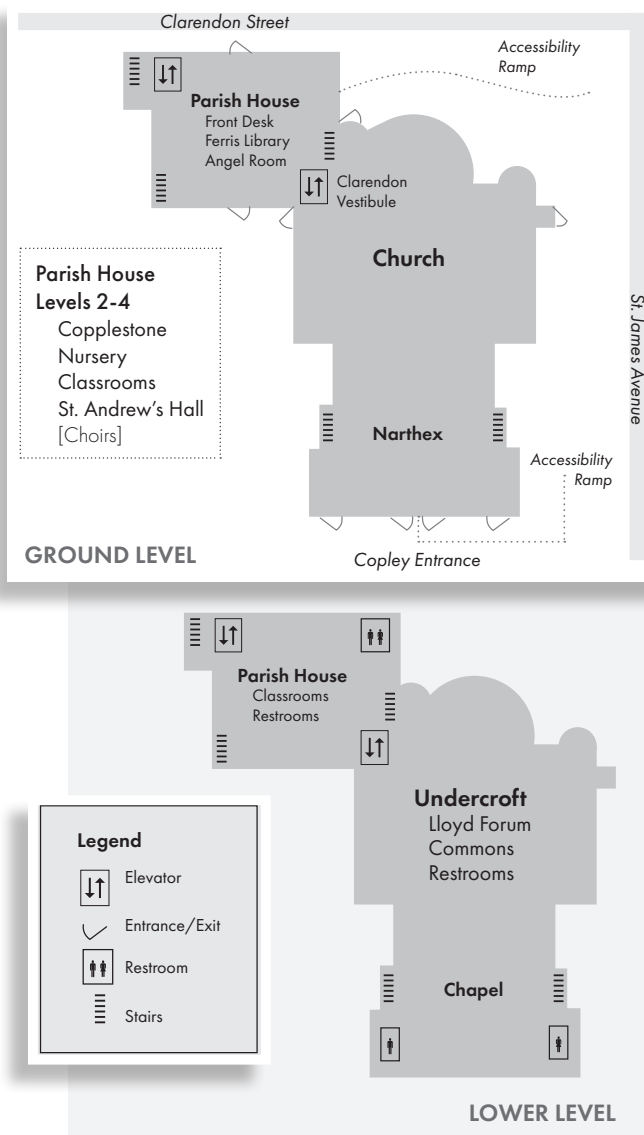 Clarendon Street
Accessibility
Ramp
Parish House
Front Desk
Ferris Library
Angel Room
Clarendon
Vestibule
Church
St. James Avenue
Parish House
Levels 2-4
Copplestone
Nursery
Classrooms
St. Andrew's Hall
[Choirs]
Narthex
Accessibility
Ramp
GROUND LEVEL
Copley Entrance
Parish House
Classrooms
Restrooms
Undercroft
Lloyd Forum
Commons
Restrooms
Legend
Elevator
Entrance/Exit
Restroom
Stairs
Chapel
LOWER LEVEL